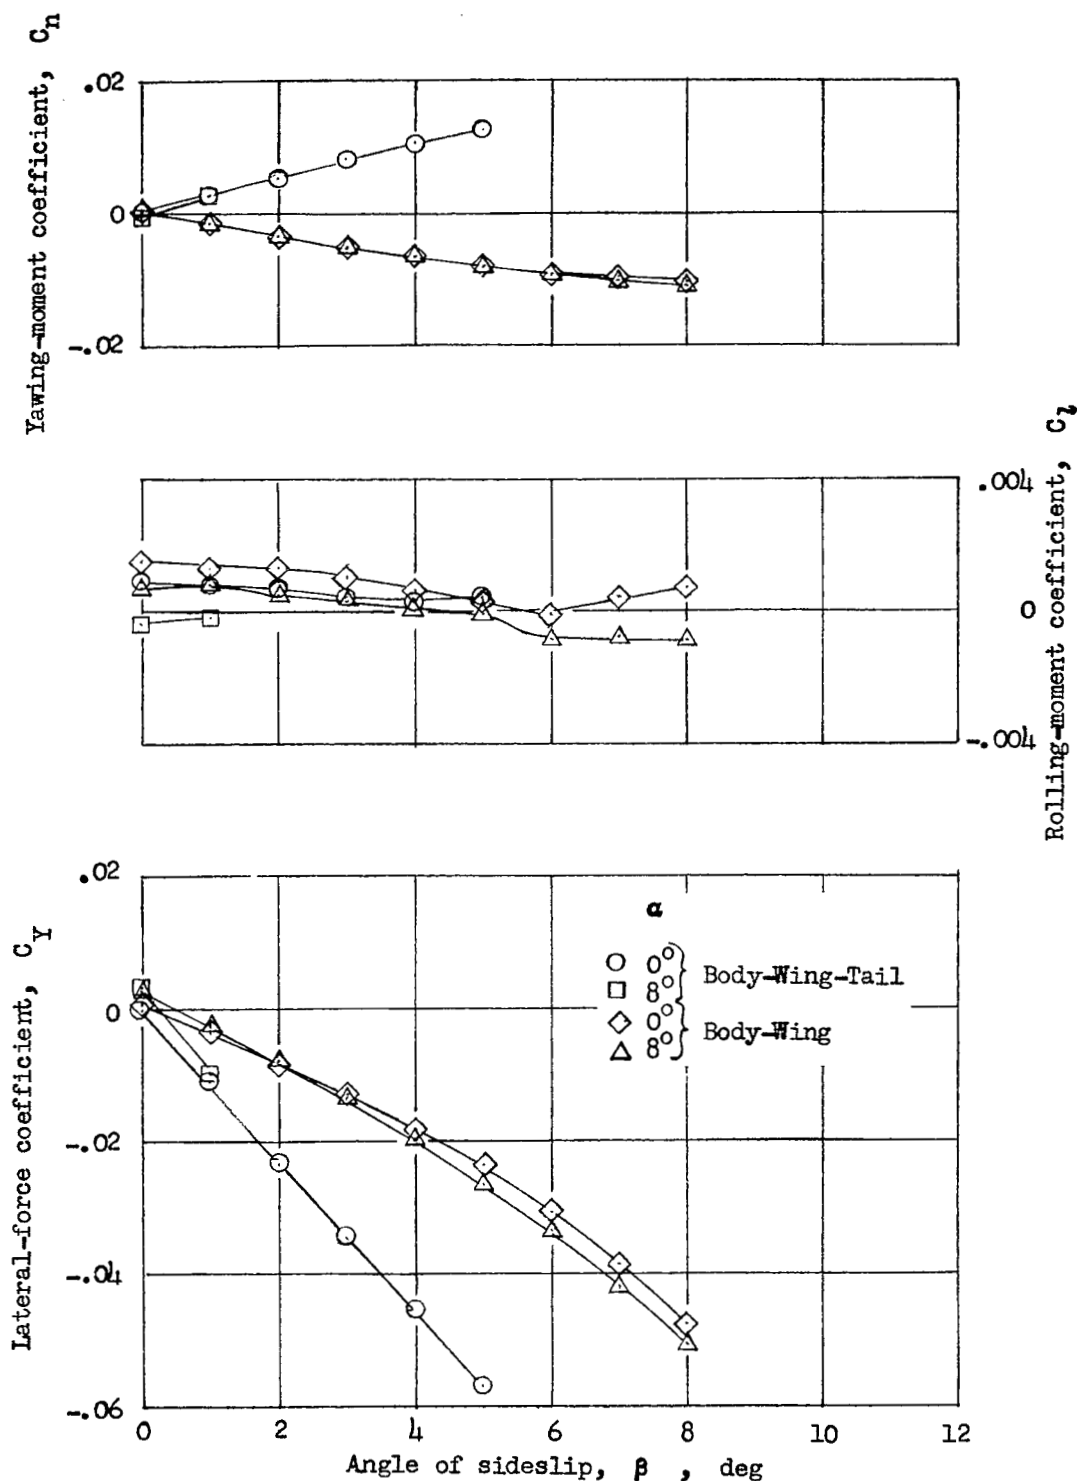 Yawing-moment coefficient, Cn
.02
0
-.02
Rolling-moment coefficient, Cl
.004
0
-.004
Lateral-force coefficient, CY
.02
0
-.02
-.04
-.06
α
0° Body-Wing-Tail
8°
0° Body-Wing
8°
0 2 4 6 8 10 12
Angle of sideslip, β , deg